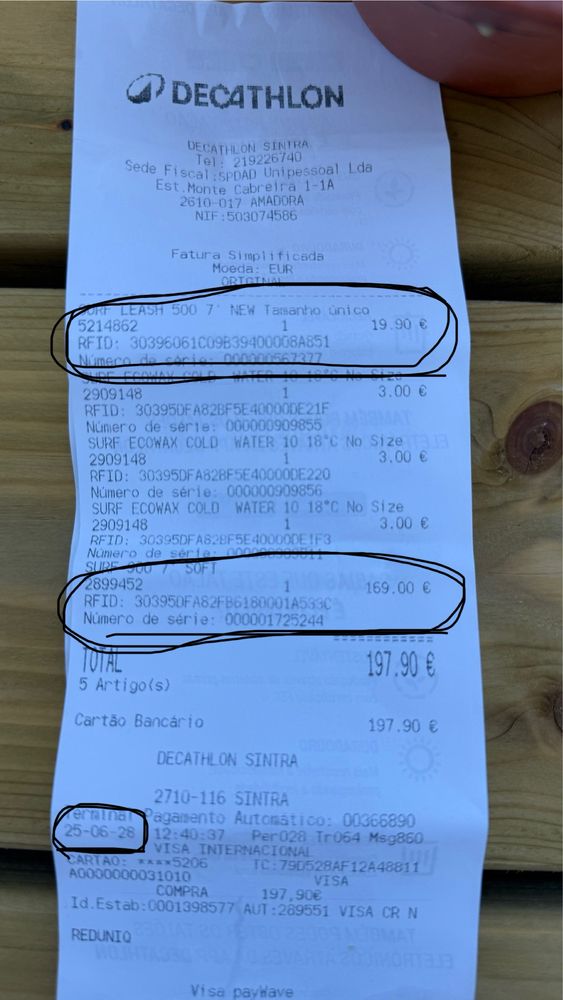 DECATHLON
DECATHLON SINTRA
Tel: 219226740
Sede Fiscal:SPDAD Unipessoal Lda
Est.Monte Cabreira 1-1A
2610-017 AMADORA
NIF:503074586
Fatura Simplificada
Moeda: EUR
ORIGINAL
SURF LEASH 500 7' NEW Tamanho único
5214862 1 19.90 €
RFID: 30396061C09B39400008A851
Número de série: 000000567377
SURF ECOWAX COLD WATER 10 18°C No Size
2909148 1 3.00 €
RFID: 30395DFA82BF5E40000DE21F
Número de série: 000000909855
SURF ECOWAX COLD WATER 10 18°C No Size
2909148 1 3.00 €
RFID: 30395DFA82BF5E40000DE220
Número de série: 000000909856
SURF ECOWAX COLD WATER 10 18°C No Size
2909148 1 3.00 €
RFID: 30395DFA82BF5E40000DE1F3
Número de série:
SURF 500 7' SOFT
2899452 1 169.00 €
RFID: 30395DFA82FB6180001A533C
Número de série: 000001725244
TOTAL 197.90 €
5 Artigo(s)
Cartão Bancário 197.90 €
DECATHLON SINTRA
2710-116 SINTRA
Terminal Pagamento Automático: 00366890
25-06-28 12:40:37 Per028 Tr064 Msg860
VISA INTERNACIONAL
CARTAO: ****5206 TC:79D528AF12A48811
A0000000031010 VISA
COMPRA 197,90€
Id.Estab:0001398577 AUT:289551 VISA CR N
REDUNIQ
Visa payWave